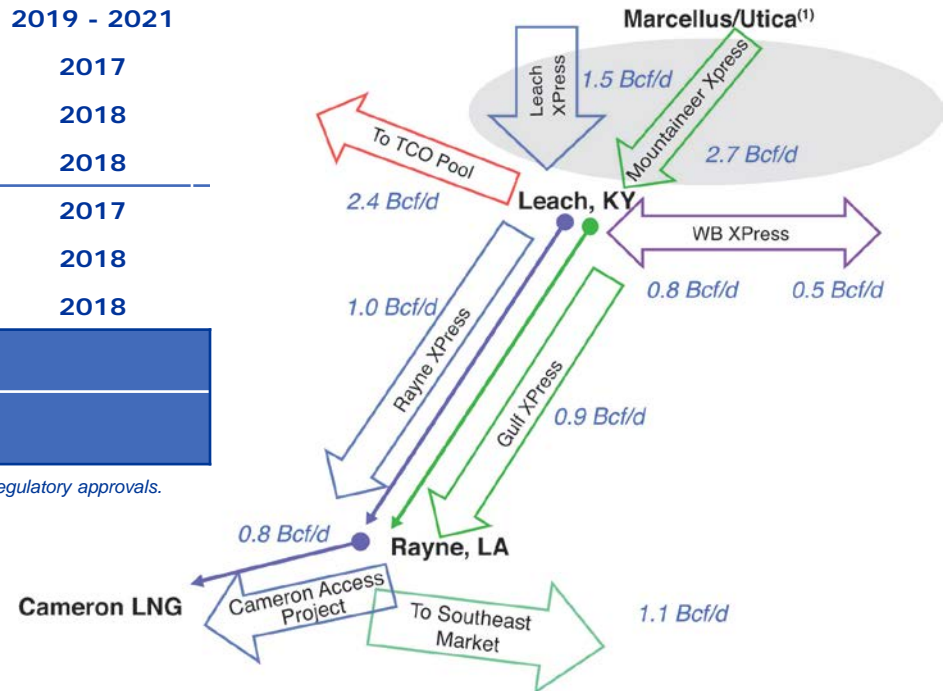 2019 - 2021
2017
2018
2018
2017
2018
2018
egulatory approvals.
Marcellus/Utica(1)
Leach
XPress
1.5 Bcf/d
Mountaineer Xpress
2.7 Bcf/d
To TCO Pool
2.4 Bcf/d
Leach, KY
WB XPress
0.8 Bcf/d
0.5 Bcf/d
1.0 Bcf/d
Rayne XPress
Gulf XPress
0.9 Bcf/d
0.8 Bcf/d
Rayne, LA
Cameron LNG
Cameron Access
Project
To Southeast
Market
1.1 Bcf/d